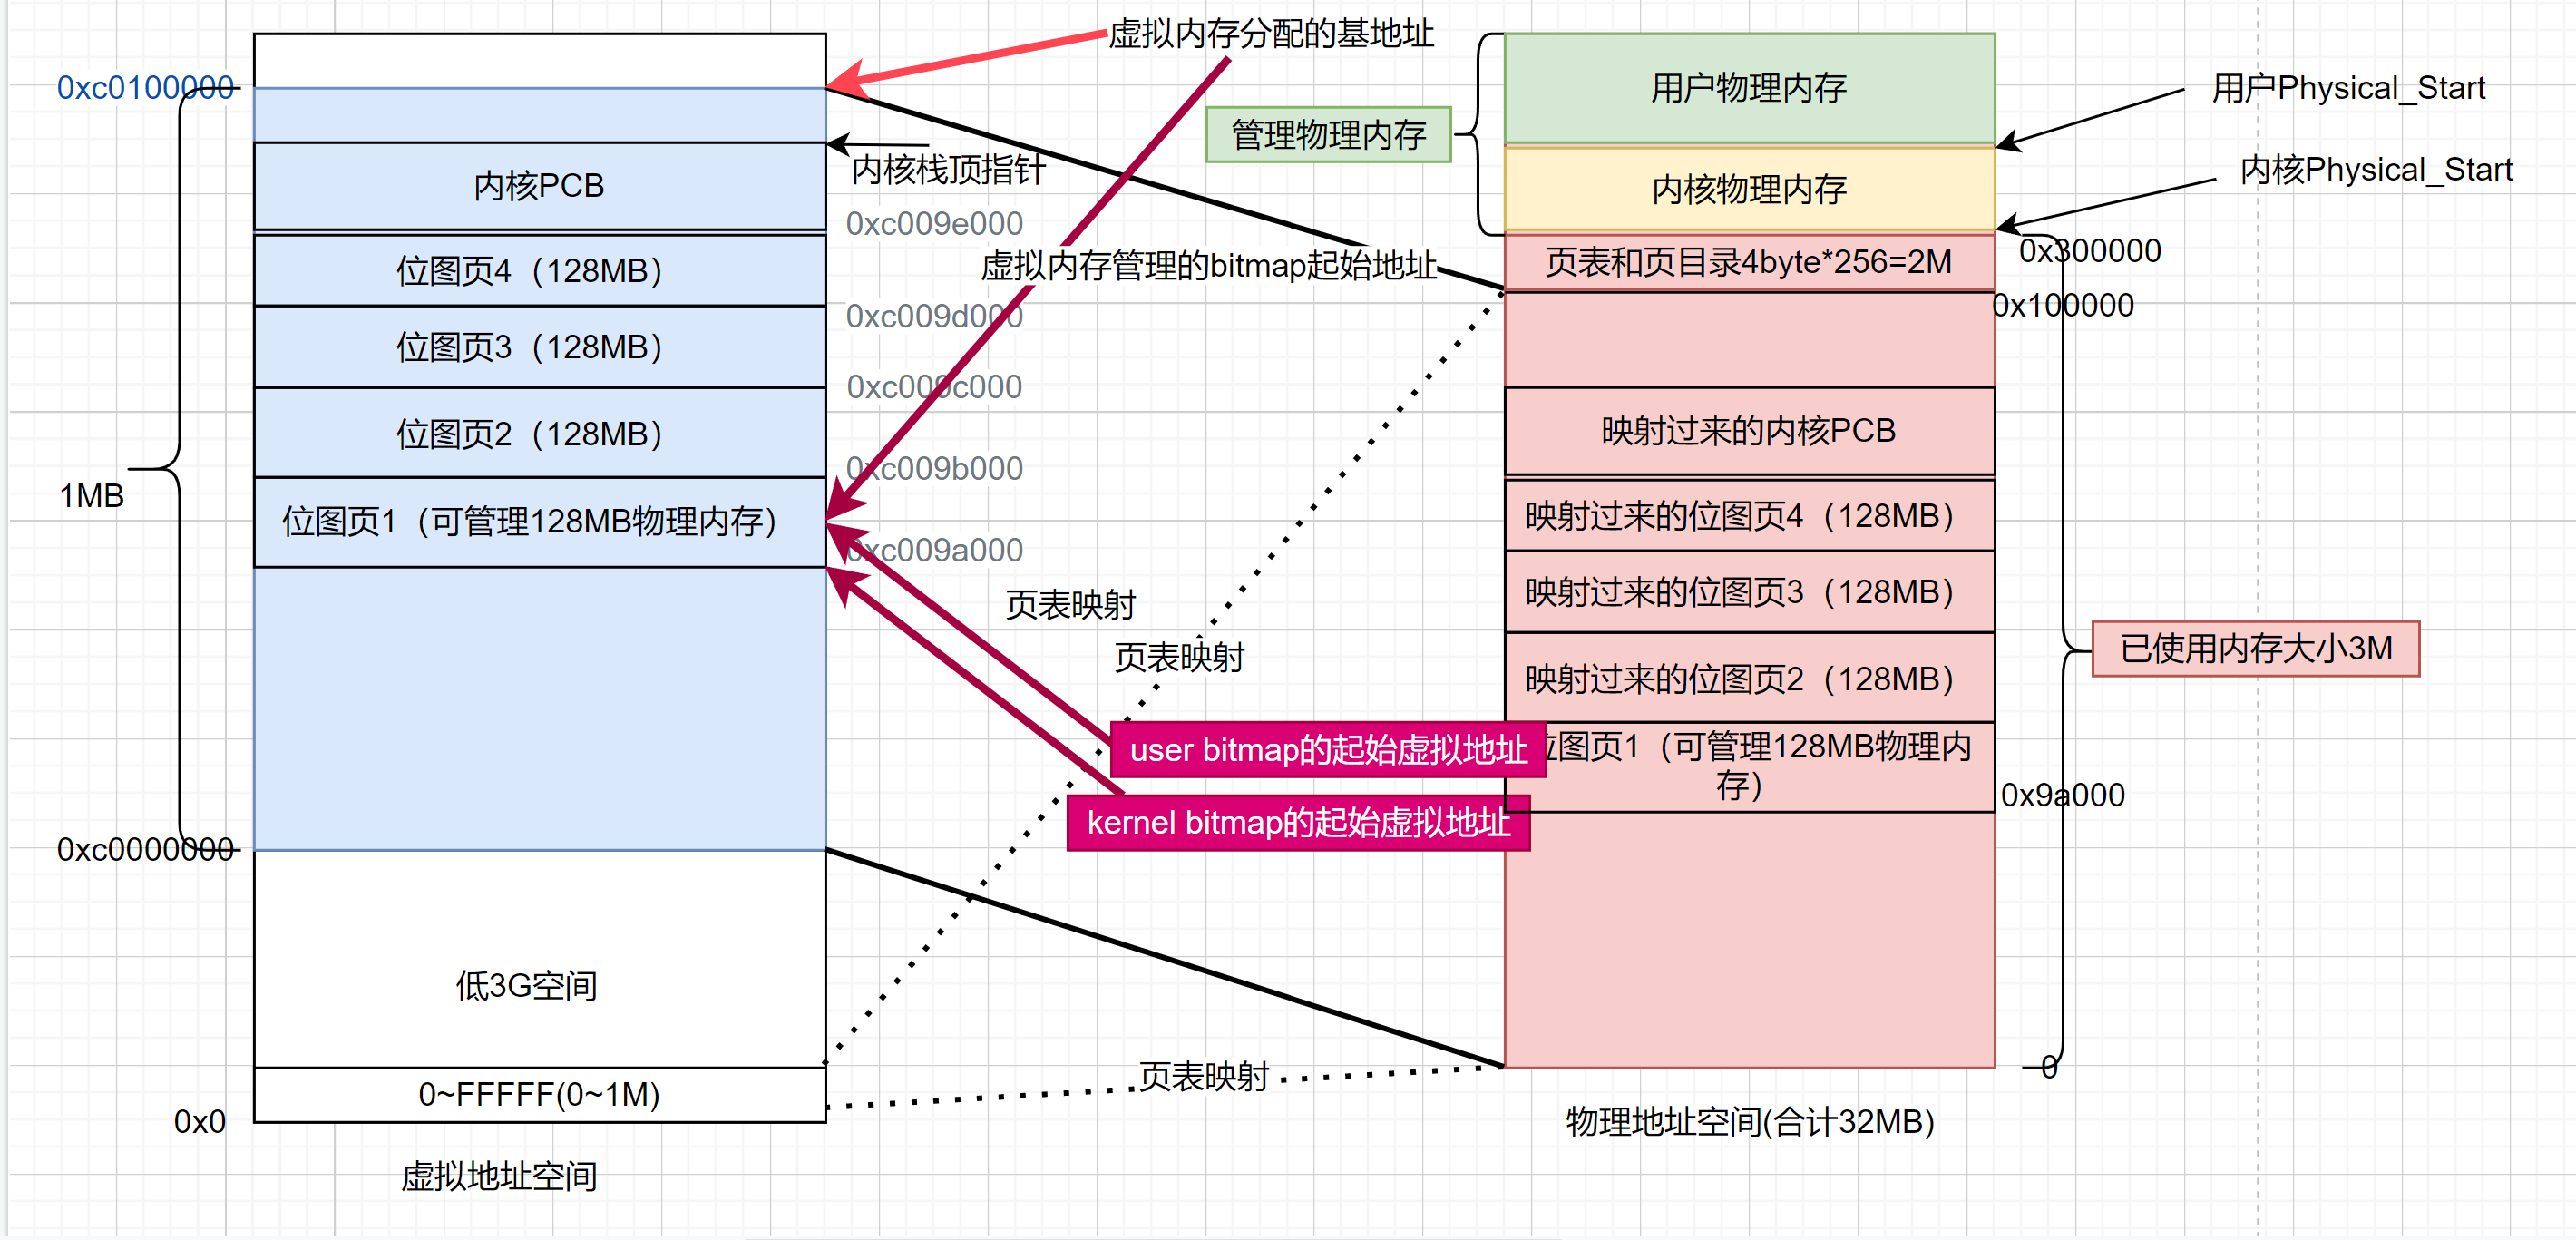 虚拟内存分配的基地址
0xc0100000
用户物理内存
用户Physical_Start
管理物理内存
内核栈顶指针
内核PCB
内核物理内存
内核Physical_Start
0xc009e000
虚拟内存管理的bitmap起始地址
页表和页目录4byte*256=2M
0x300000
位图页4（128MB）
0xc009d000
0x100000
位图页3（128MB）
0xc009c000
映射过来的内核PCB
位图页2（128MB）
0xc009b000
1MB
位图页1（可管理128MB物理内存）
映射过来的位图页4（128MB）
0xc009a000
映射过来的位图页3（128MB）
页表映射
页表映射
已使用内存大小3M
映射过来的位图页2（128MB）
user bitmap的起始虚拟地址
位图页1（可管理128MB物理内
存）
0x9a000
kernel bitmap的起始虚拟地址
0xc0000000
低3G空间
页表映射
0
0~FFFFF(0~1M)
0x0
物理地址空间(合计32MB)
虚拟地址空间